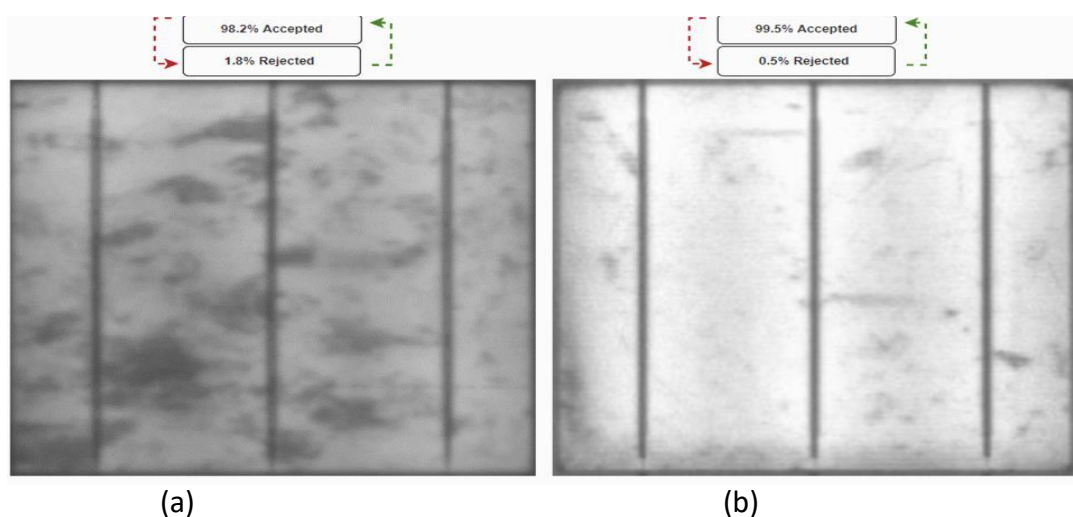 98.2% Accepted
1.8% Rejected
99.5% Accepted
0.5% Rejected
(a)
(b)